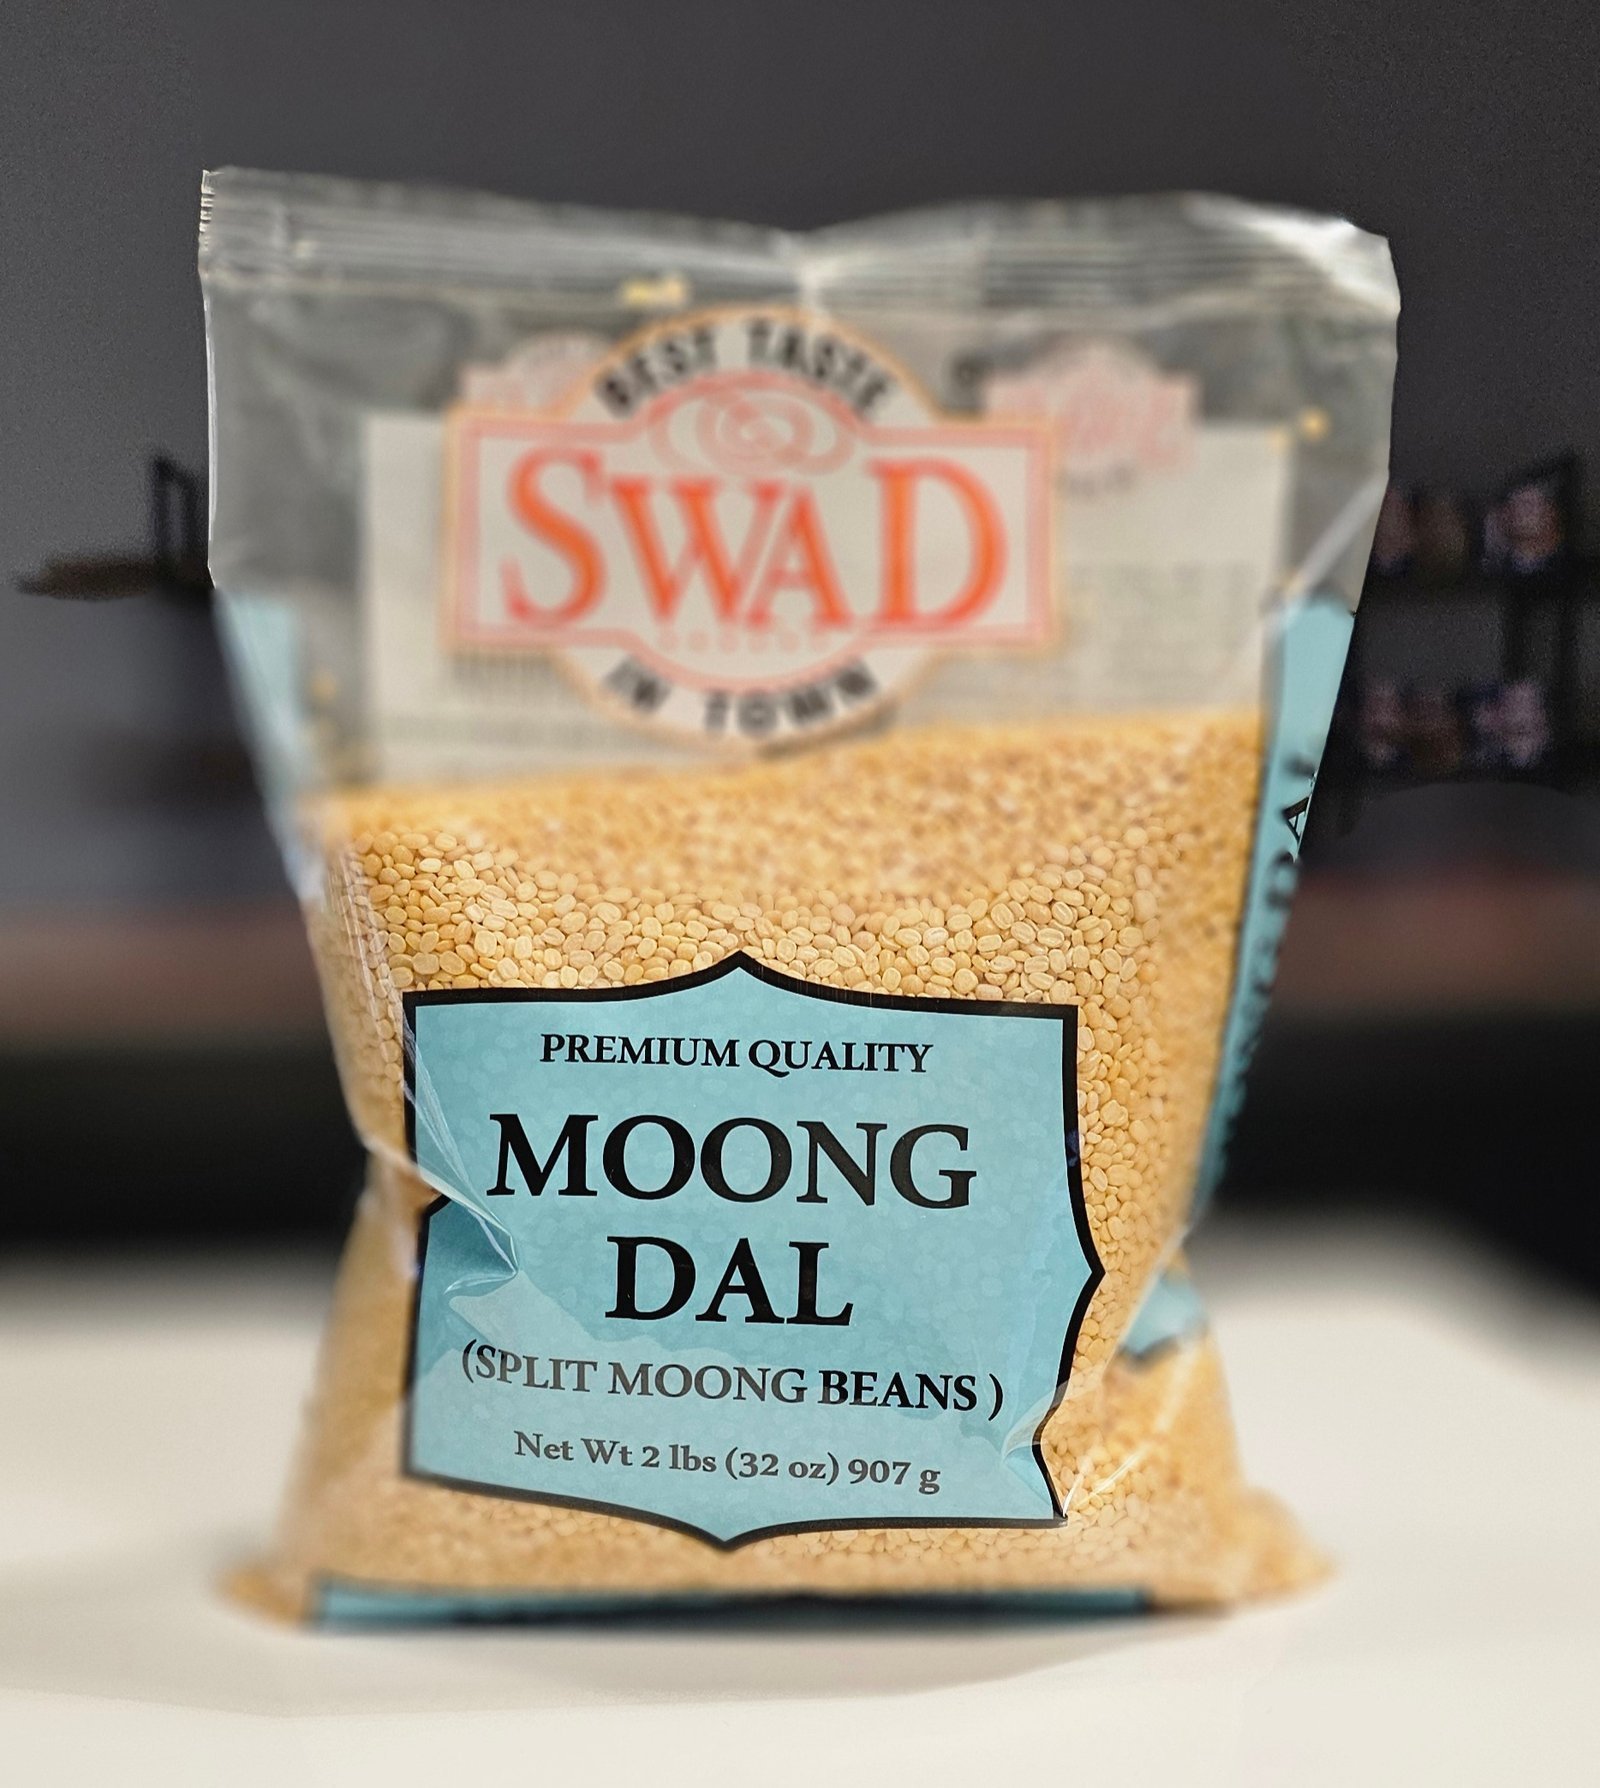 BEST TASTE
SWAD
IN TOWN
PREMIUM QUALITY
MOONG
DAL
(SPLIT MOONG BEANS )
Net Wt 2 lbs (32 oz) 907 g
DAL